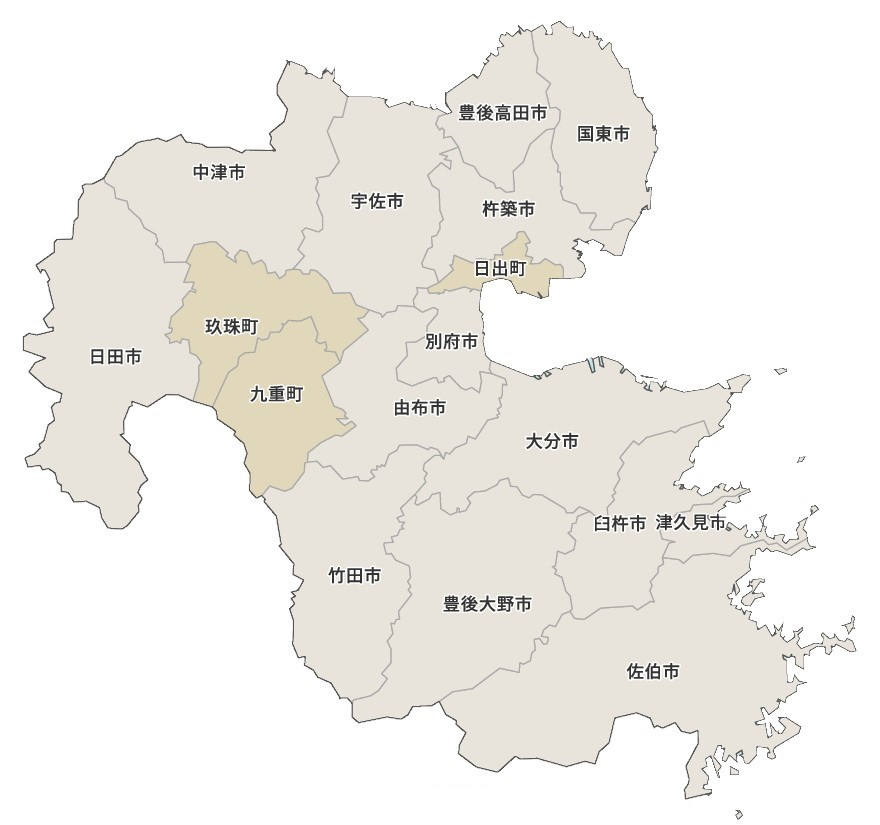 豊後高田市
国東市
中津市
宇佐市
杵築市
日出町
玖珠町
別府市
日田市
九重町
由布市
大分市
臼杵市
津久見市
竹田市
豊後大野市
佐伯市